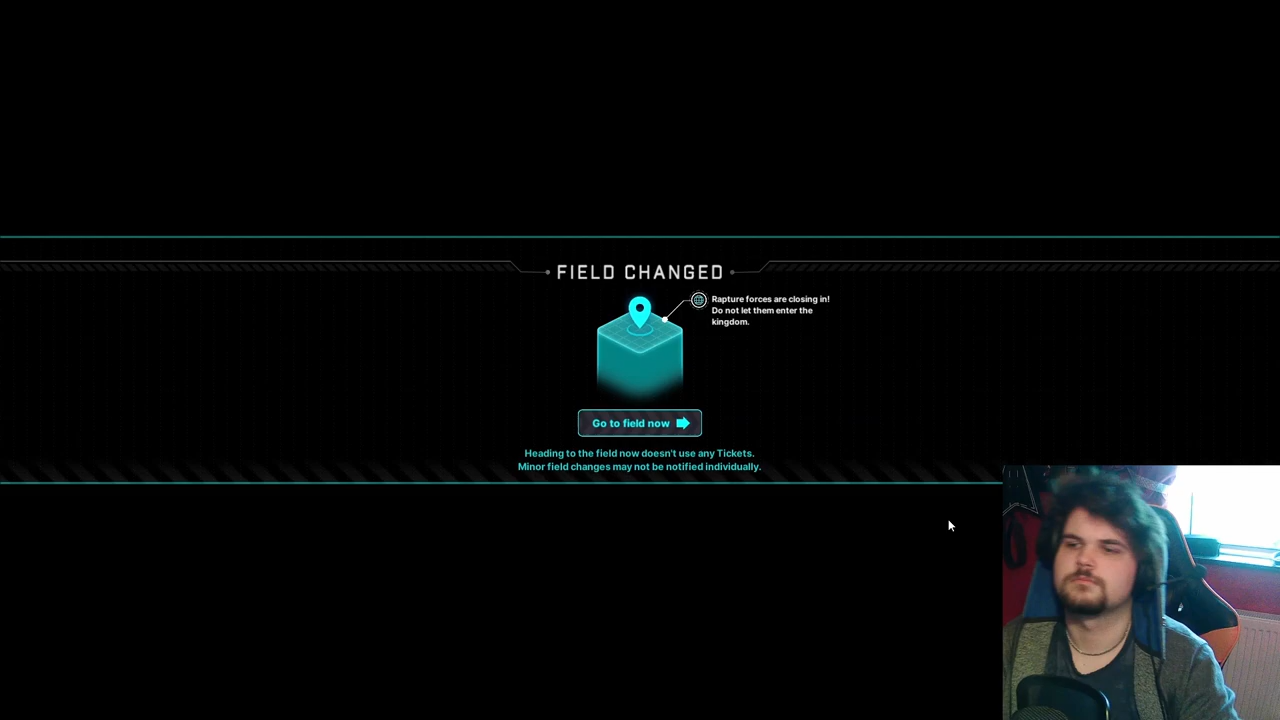 FIELD CHANGED
Rapture forces are closing in!
Do not let them enter the
kingdom.
Go to field now
Heading to the field now doesn't use any Tickets.
Minor field changes may not be notified individually.